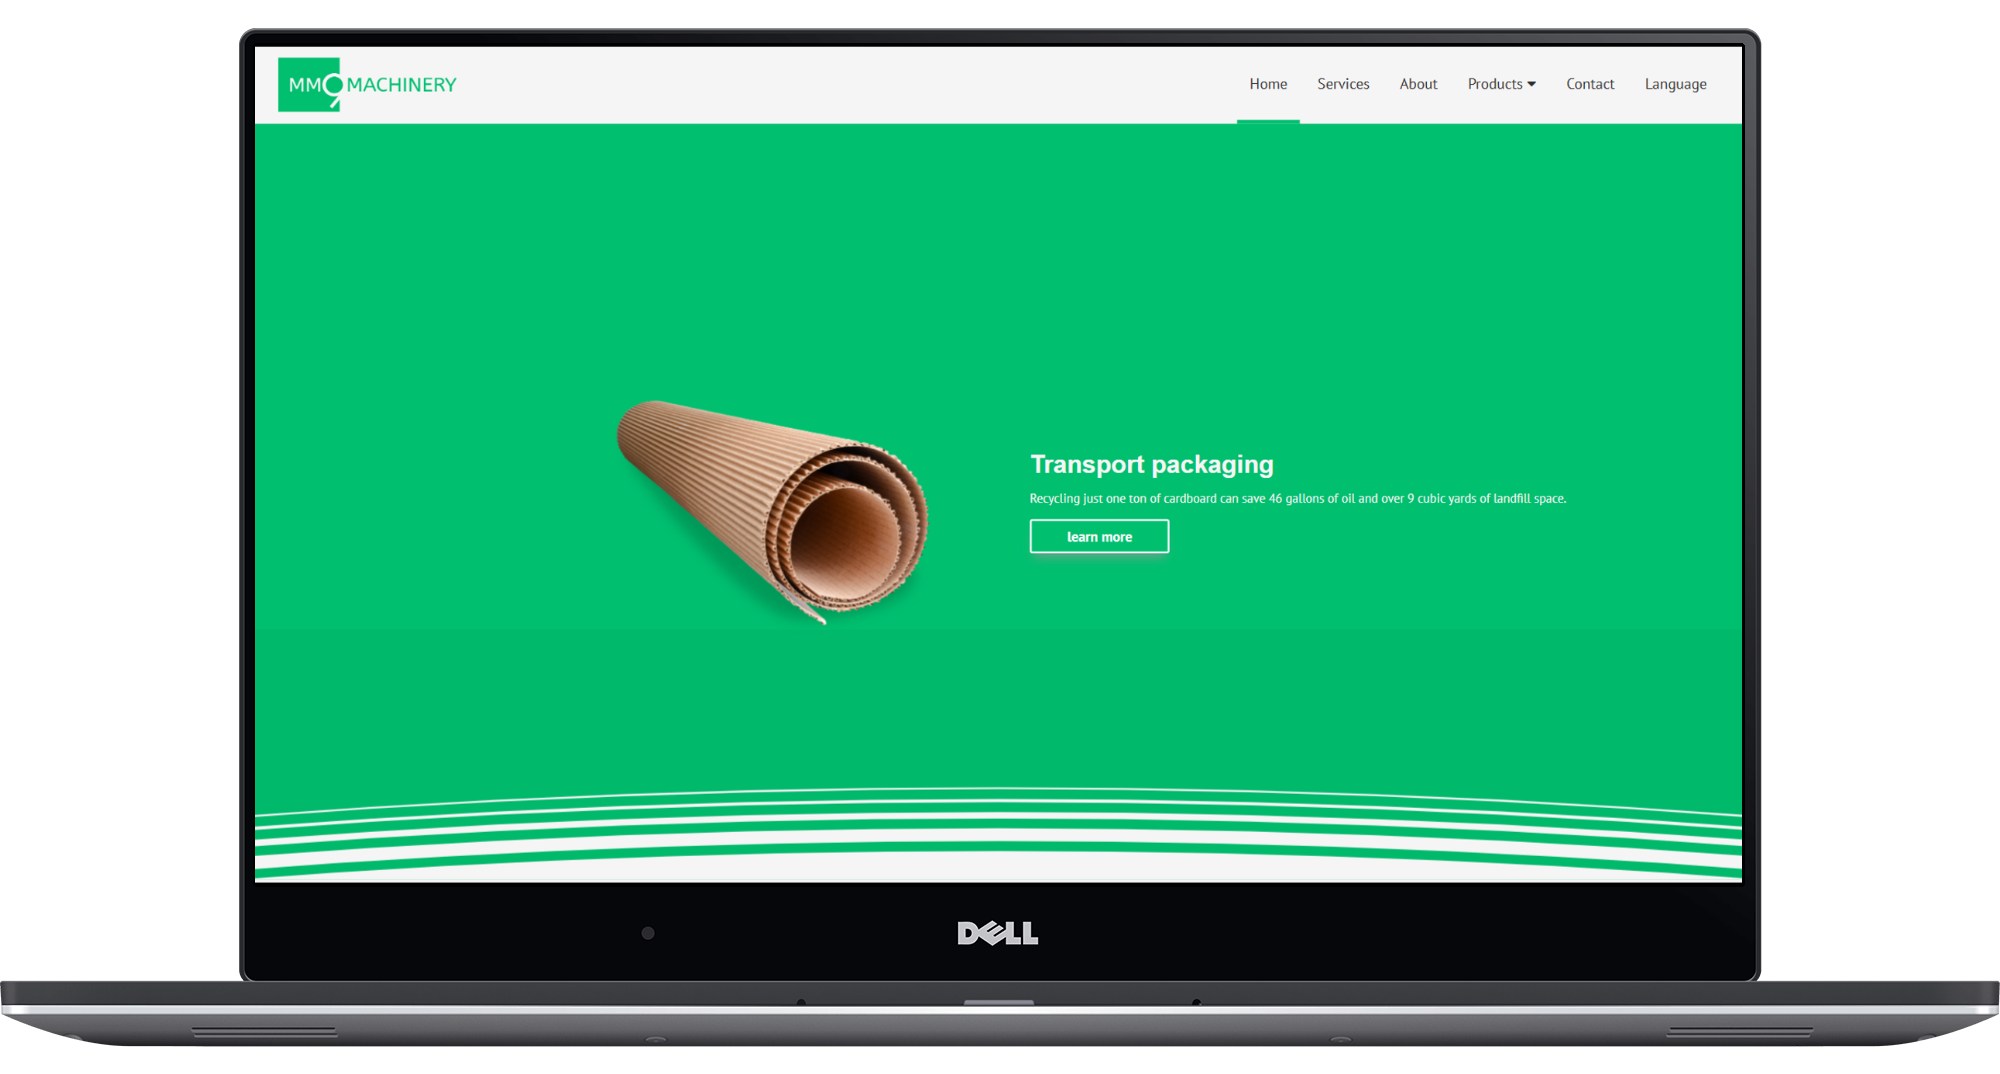 MM9 MACHINERY
Home Services About Products Contact Language
Transport packaging
Recycling just one ton of cardboard can save 46 gallons of oil and over 9 cubic yards of landfill space.
learn more
DELL